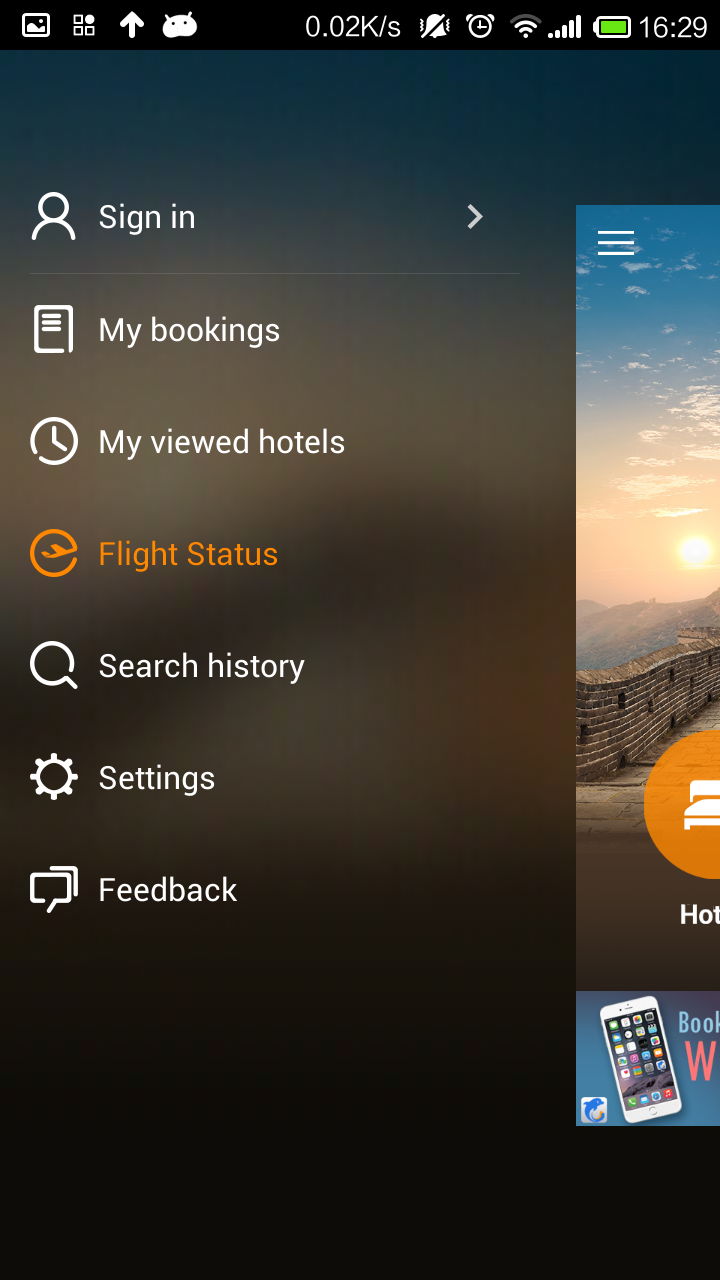 0.02K/s 16:29
Sign in
My bookings
My viewed hotels
Flight Status
Search history
Settings
Feedback
Hot
Book
W